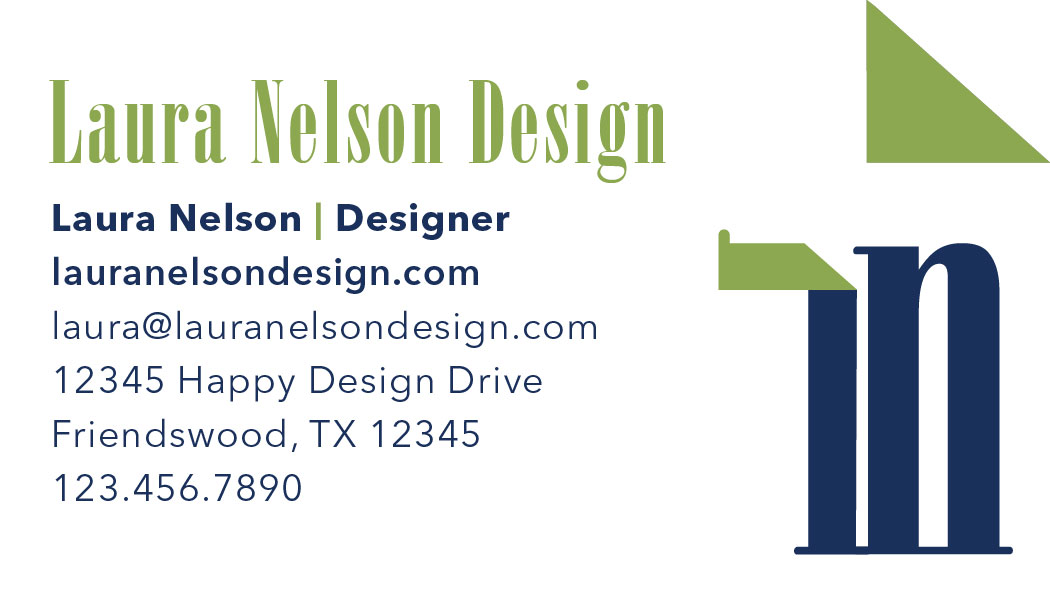 Laura Nelson Design
Laura Nelson | Designer
lauranelsondesign.com
laura@lauranelsondesign.com
12345 Happy Design Drive
Friendswood, TX 12345
123.456.7890